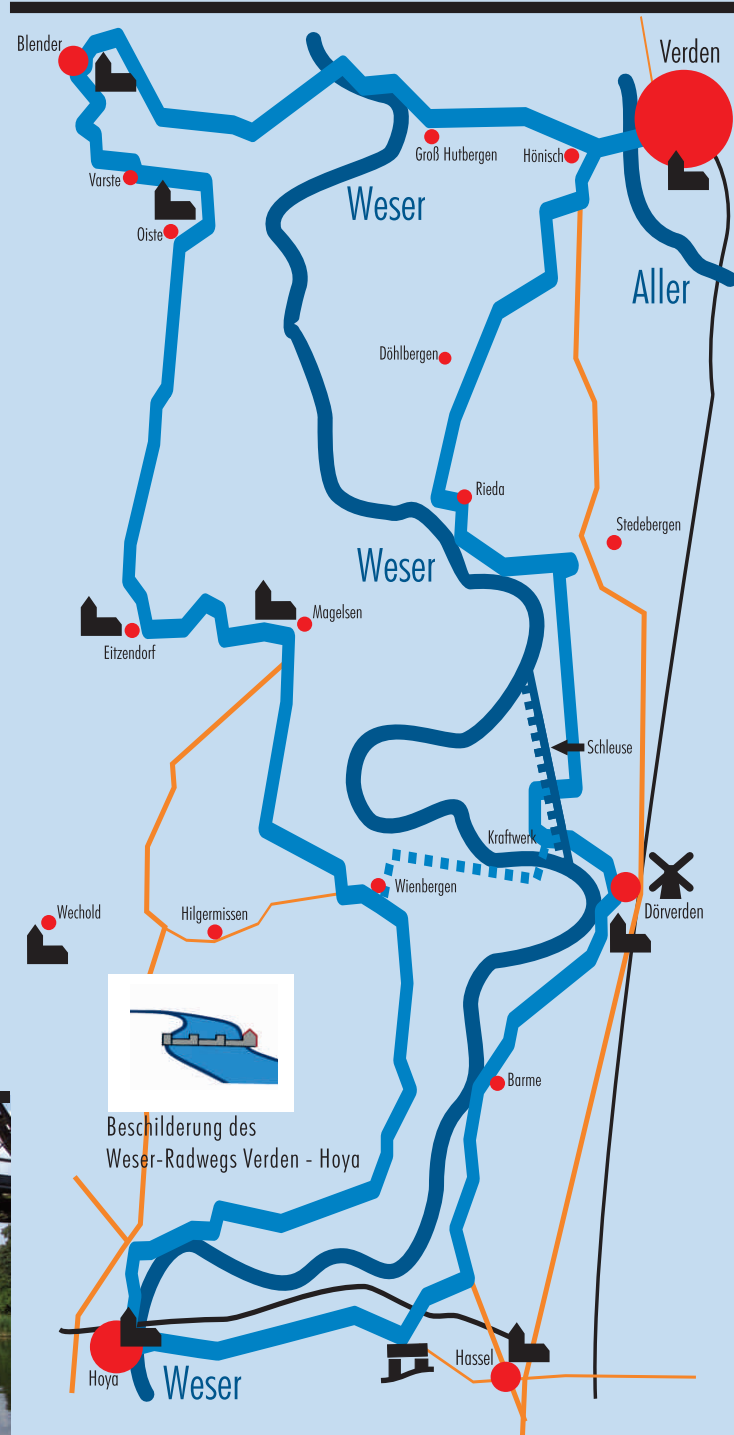 Blender
Verden
Groß Hutbergen
Hönisch
Varste
Weser
Oiste
Aller
Döhlbergen
Rieda
Stedebergen
Weser
Magelsen
Eitzendorf
Schleuse
Kraftwerk
Wienbergen
Wechold
Hilgermissen
Dörverden
Barme
Beschilderung des
Weser-Radwegs Verden - Hoya
Hassel
Hoya
Weser